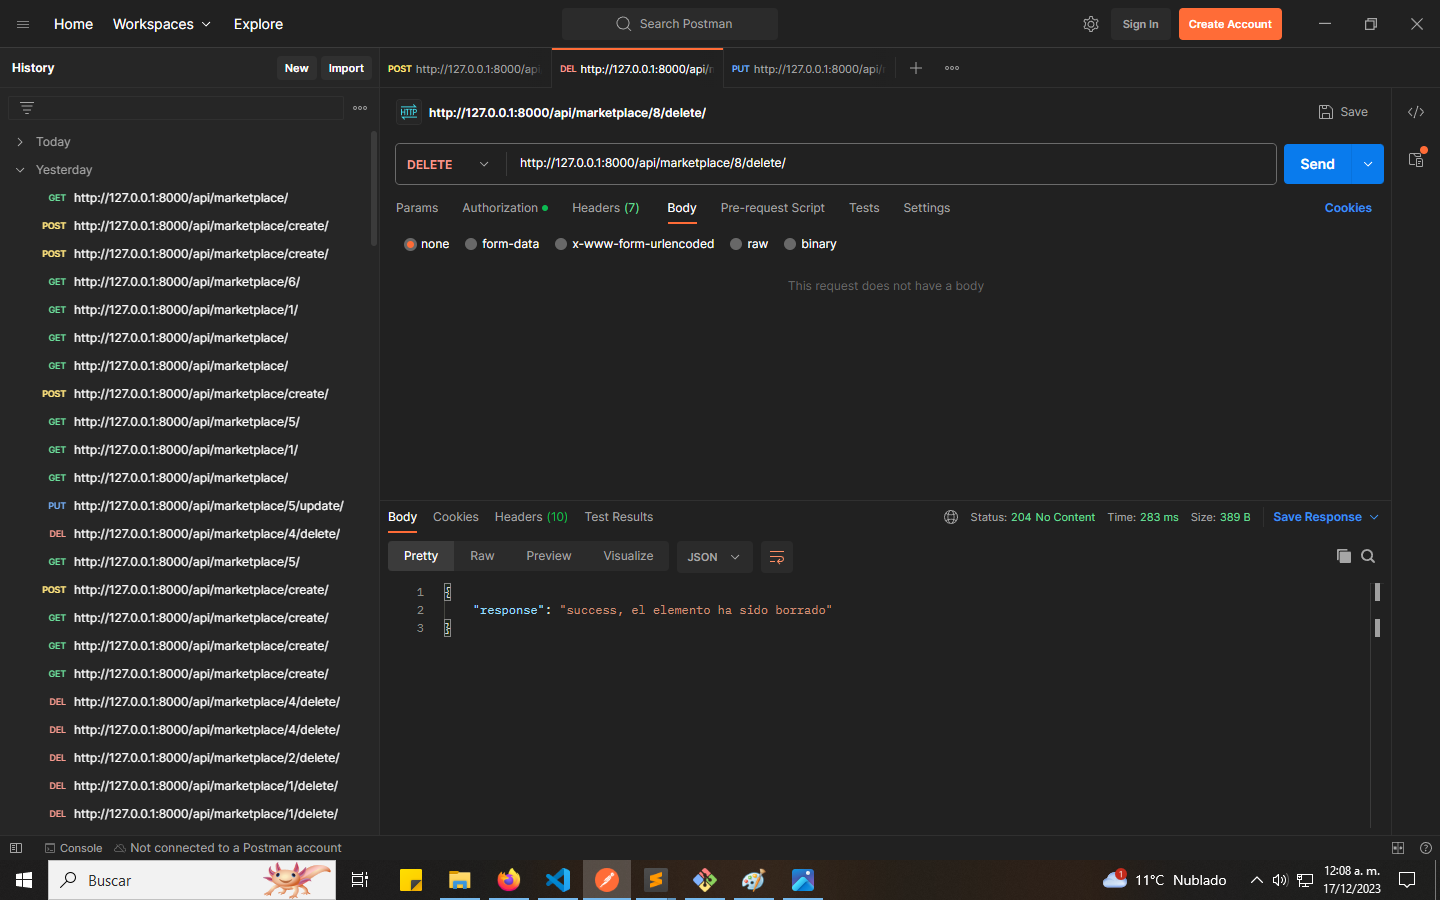 Home
Workspaces
Explore
Search Postman
Sign In
Create Account
History
New
Import
POST http://127.0.0.1:8000/api
DEL http://127.0.0.1:8000/api/
PUT http://127.0.0.1:8000/api/
HTTP http://127.0.0.1:8000/api/marketplace/8/delete/
Save
Today
Yesterday
GET http://127.0.0.1:8000/api/marketplace/
POST http://127.0.0.1:8000/api/marketplace/create/
POST http://127.0.0.1:8000/api/marketplace/create/
GET http://127.0.0.1:8000/api/marketplace/6/
GET http://127.0.0.1:8000/api/marketplace/1/
GET http://127.0.0.1:8000/api/marketplace/
GET http://127.0.0.1:8000/api/marketplace/
POST http://127.0.0.1:8000/api/marketplace/create/
GET http://127.0.0.1:8000/api/marketplace/5/
GET http://127.0.0.1:8000/api/marketplace/1/
GET http://127.0.0.1:8000/api/marketplace/
PUT http://127.0.0.1:8000/api/marketplace/5/update/
DEL http://127.0.0.1:8000/api/marketplace/4/delete/
GET http://127.0.0.1:8000/api/marketplace/5/
POST http://127.0.0.1:8000/api/marketplace/create/
GET http://127.0.0.1:8000/api/marketplace/create/
GET http://127.0.0.1:8000/api/marketplace/create/
GET http://127.0.0.1:8000/api/marketplace/create/
DEL http://127.0.0.1:8000/api/marketplace/4/delete/
DEL http://127.0.0.1:8000/api/marketplace/4/delete/
DEL http://127.0.0.1:8000/api/marketplace/2/delete/
DEL http://127.0.0.1:8000/api/marketplace/1/delete/
DEL http://127.0.0.1:8000/api/marketplace/1/delete/
DELETE
http://127.0.0.1:8000/api/marketplace/8/delete/
Send
Params Authorization Headers (7) Body Pre-request Script Tests Settings
Cookies
none form-data x-www-form-urlencoded raw binary
This request does not have a body
Body Cookies Headers (10) Test Results
Status: 204 No Content Time: 283 ms Size: 389 B
Save Response
Pretty Raw Preview Visualize
JSON
1 {
2 "response": "success, el elemento ha sido borrado"
3 }
Console
Not connected to a Postman account
Buscar
1
11°C Nublado
12:08 a. m.
17/12/2023